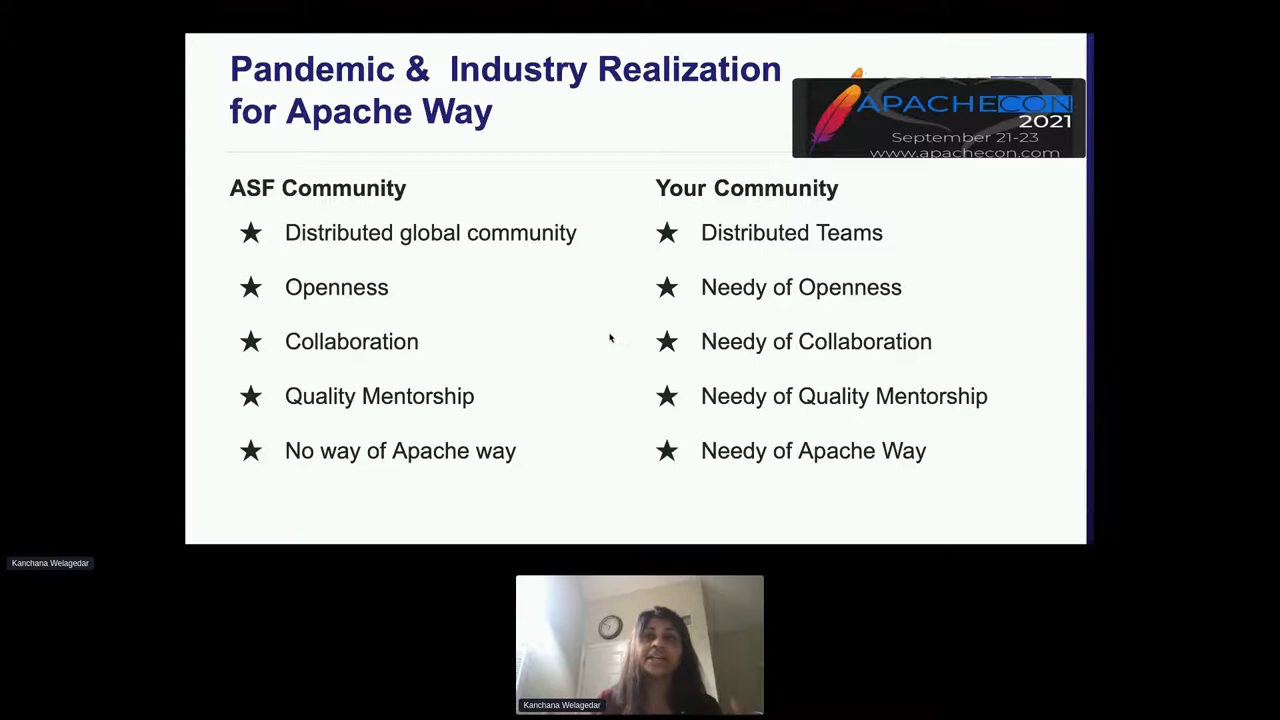 Pandemic &  Industry Realization
for Apache Way
APACHECON
2021
September 21-23
www.apachecon.com
ASF Community
★ Distributed global community
★ Openness
★ Collaboration
★ Quality Mentorship
★ No way of Apache way
Your Community
★ Distributed Teams
★ Needy of Openness
★ Needy of Collaboration
★ Needy of Quality Mentorship
★ Needy of Apache Way
Kanchana Welagedar
Kanchana Welagedar